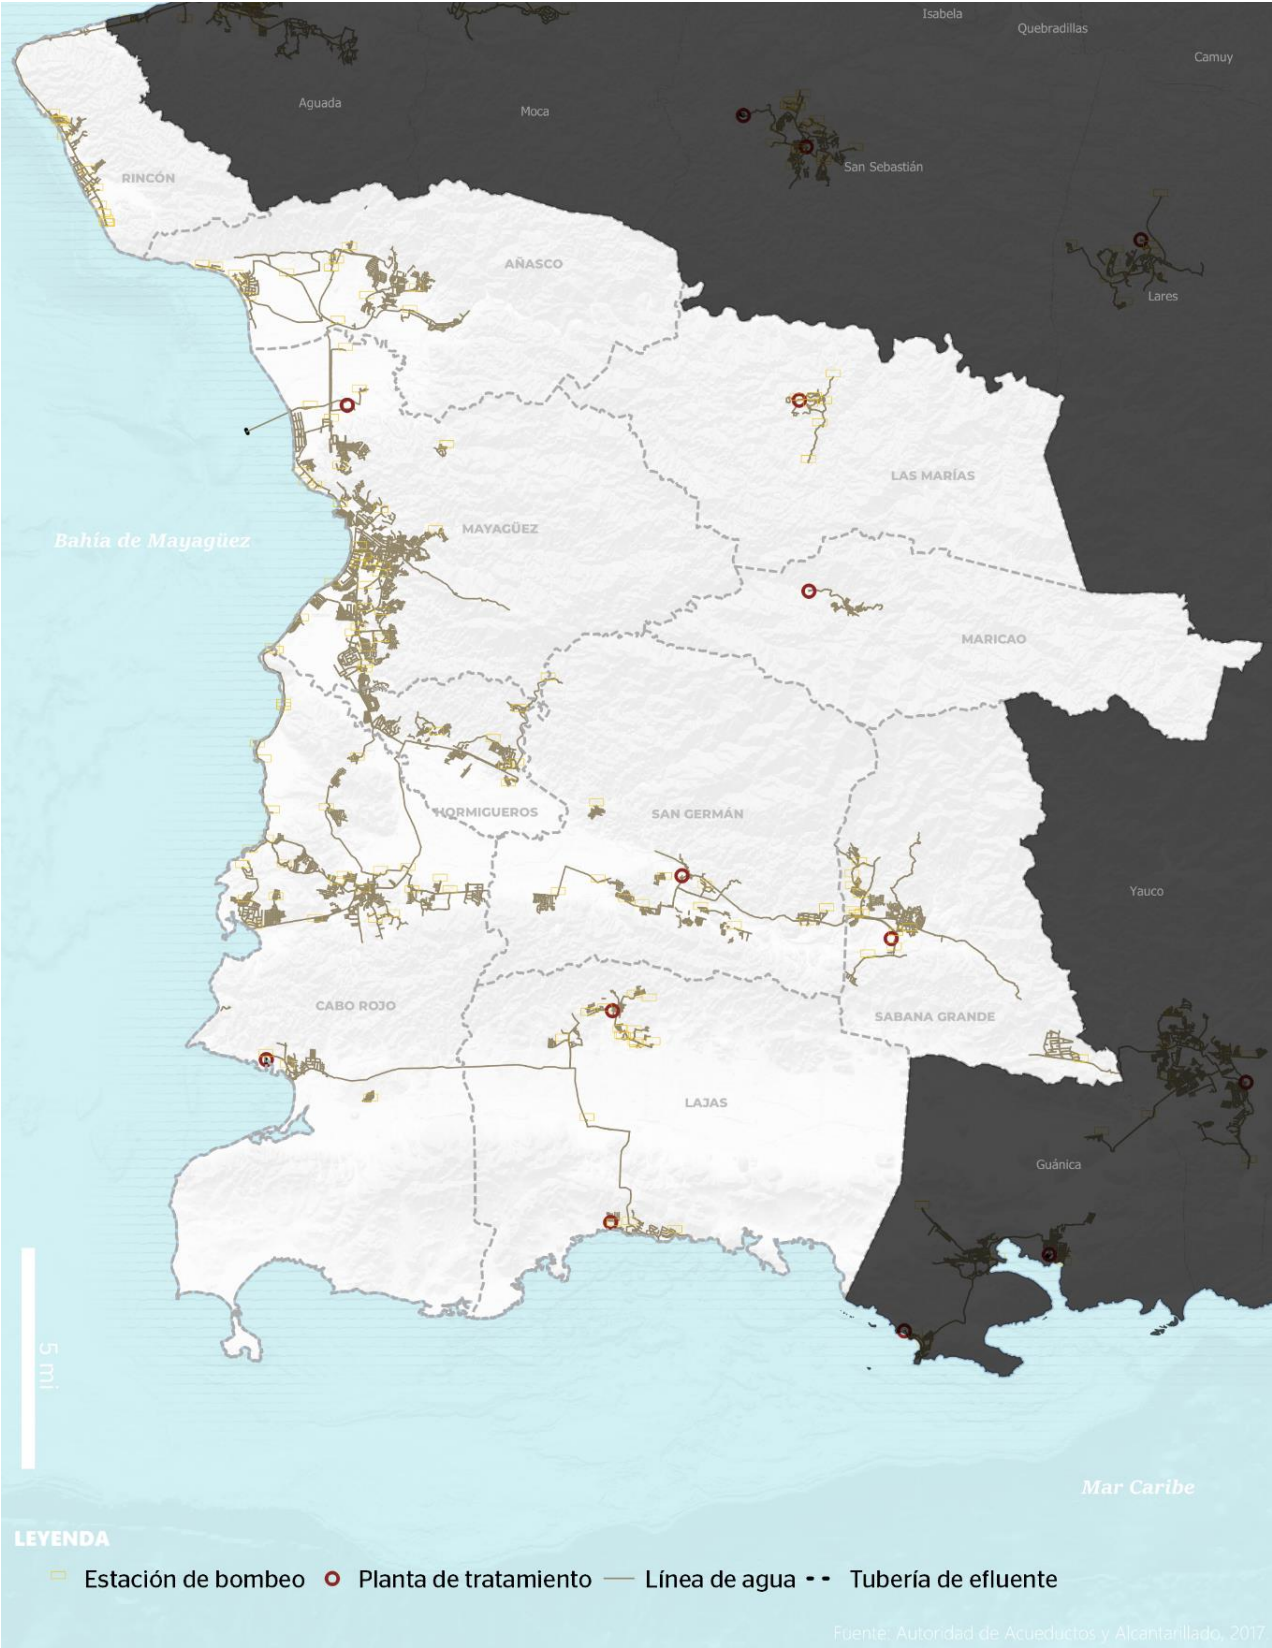 Isabela
Quebradillas
Camuy
Aguada
Moca
San Sebastián
RINCÓN
AÑASCO
Lares
LAS MARÍAS
MAYAGÜEZ
Bahía de Mayagüez
MARICAO
HORMIGUEROS
SAN GERMÁN
Yauco
CABO ROJO
SABANA GRANDE
LAJAS
Guánica
5 mi
Mar Caribe
LEYENDA
Estación de bombeo Planta de tratamiento Línea de agua Tubería de efluente
Fuente: Autoridad de Acueductos y Alcantarillado, 2017